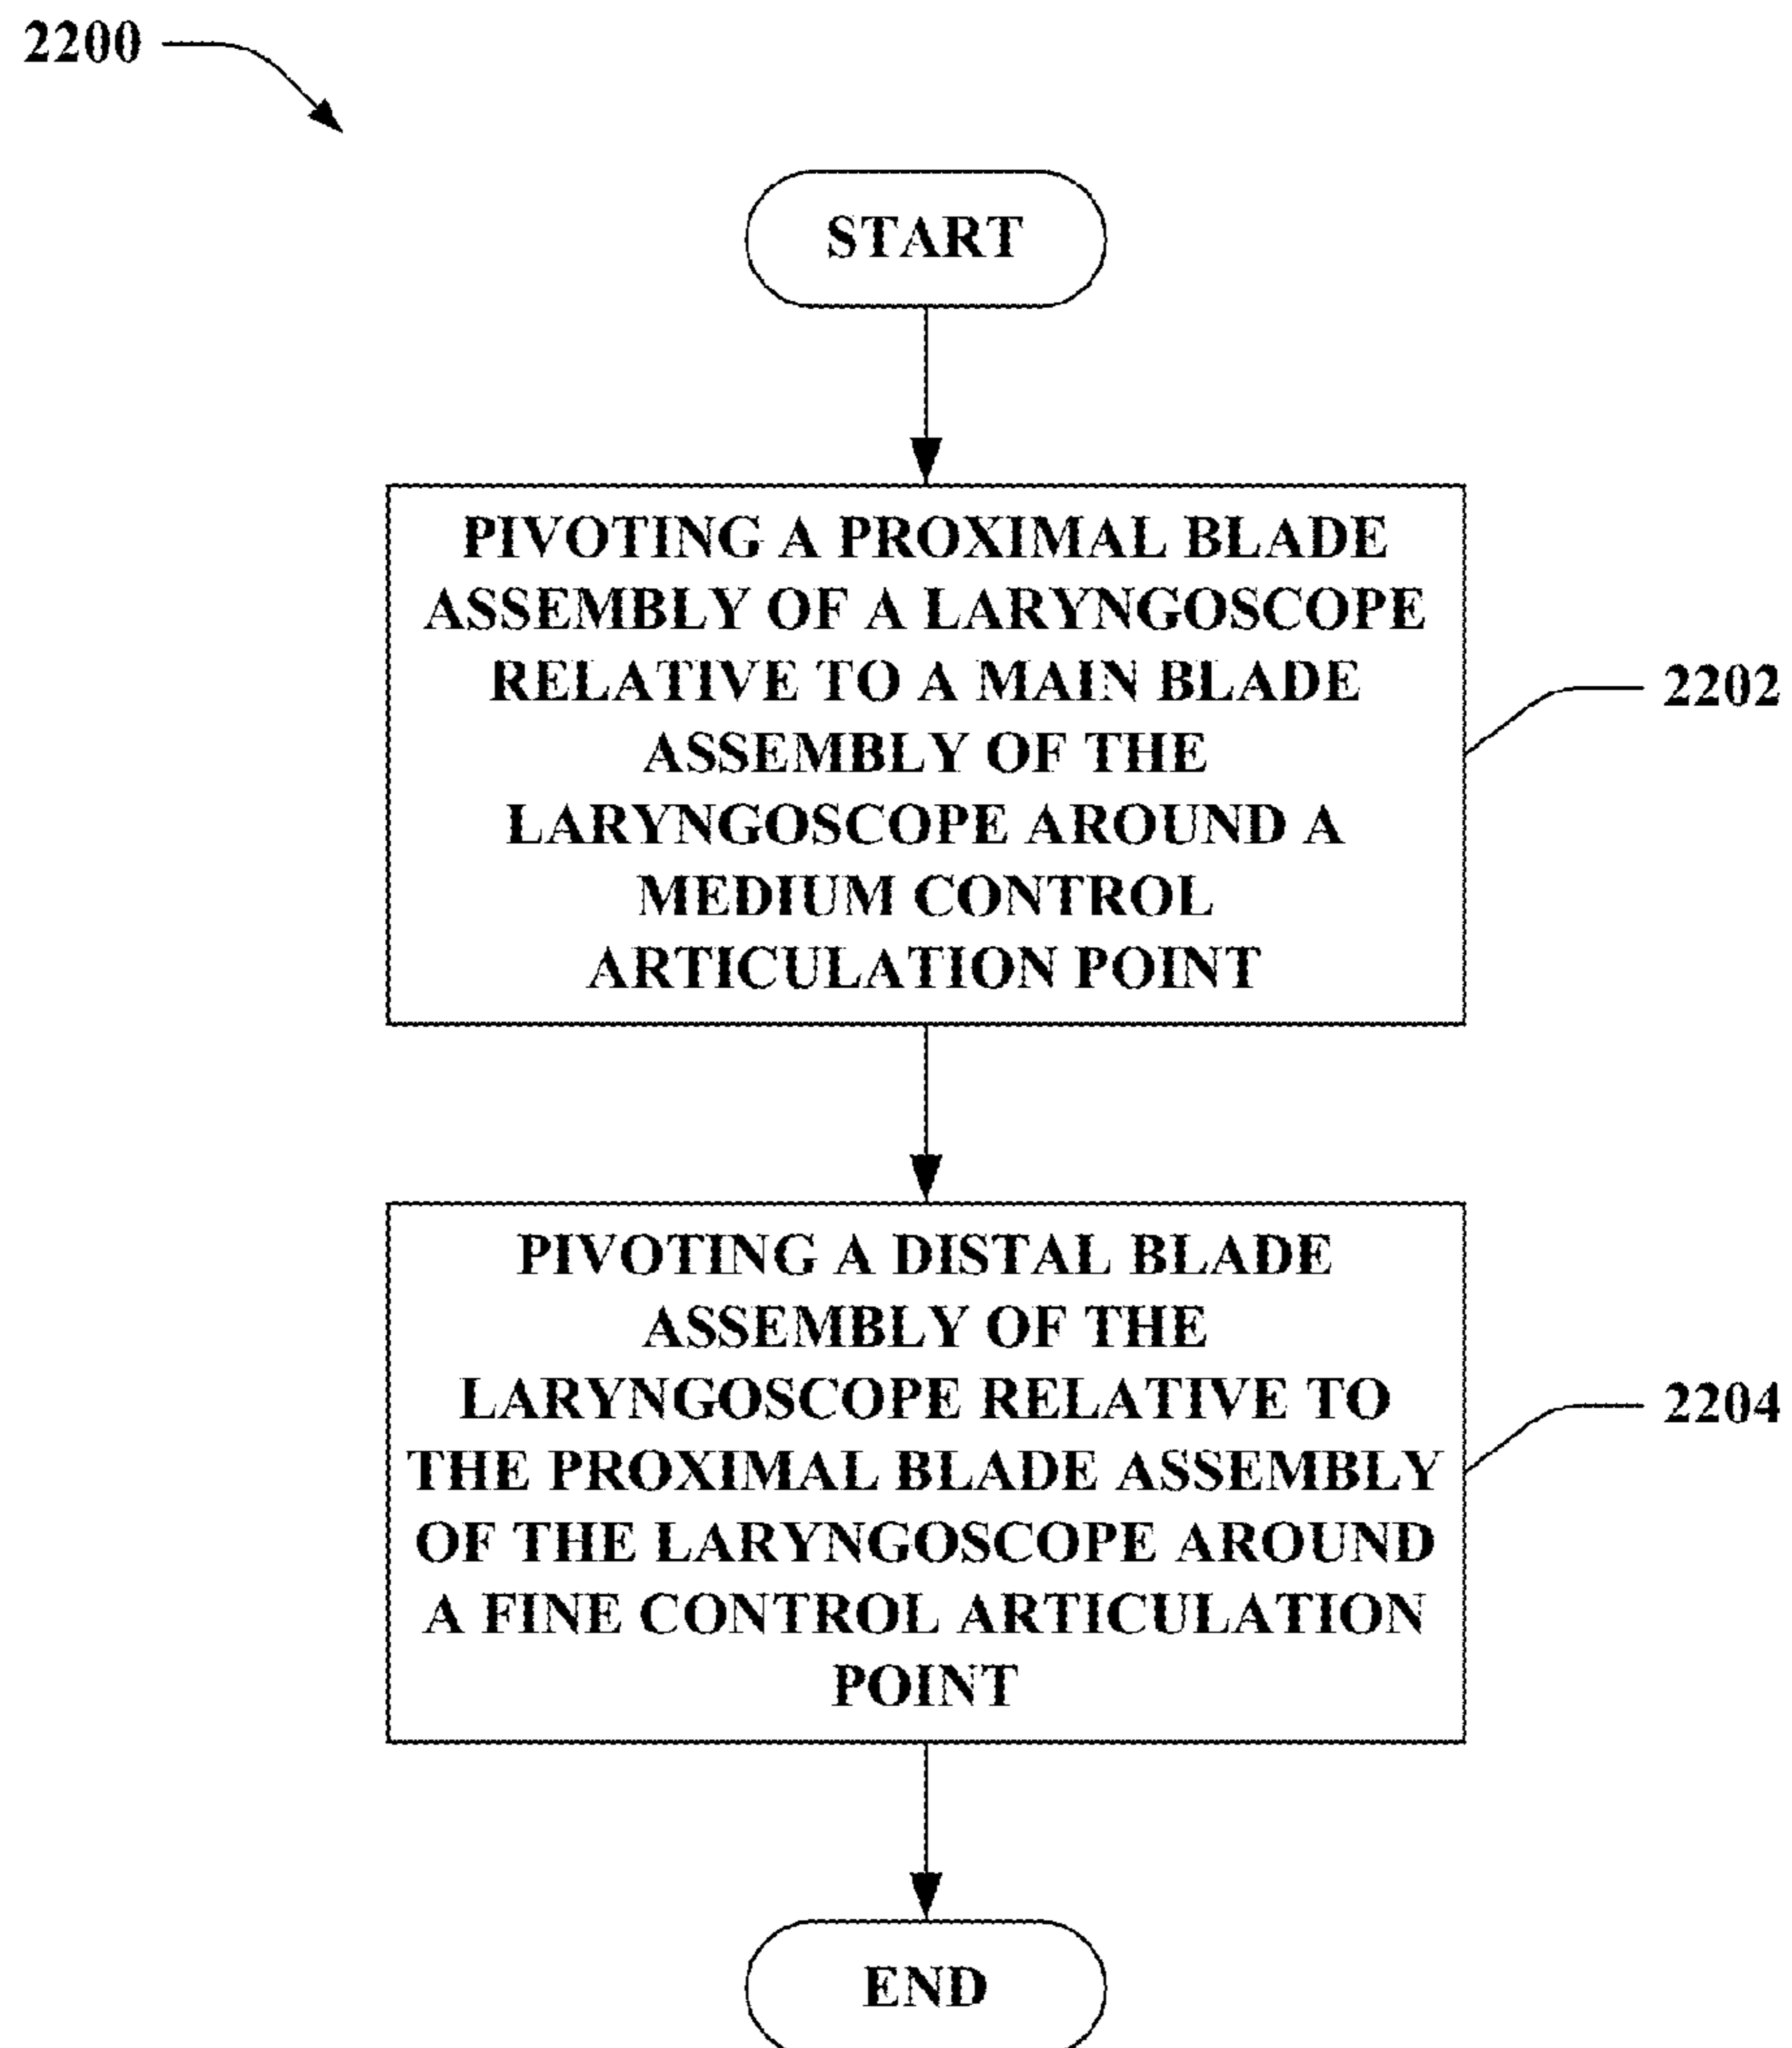 2200
START
PIVOTING A PROXIMAL BLADE
ASSEMBLY OF A LARYNGOSCOPE
RELATIVE TO A MAIN BLADE
ASSEMBLY OF THE
LARYNGOSCOPE AROUND A
MEDIUM CONTROL
ARTICULATION POINT
2202
PIVOTING A DISTAL BLADE
ASSEMBLY OF THE
LARYNGOSCOPE RELATIVE TO
THE PROXIMAL BLADE ASSEMBLY
OF THE LARYNGOSCOPE AROUND
A FINE CONTROL ARTICULATION
POINT
2204
END